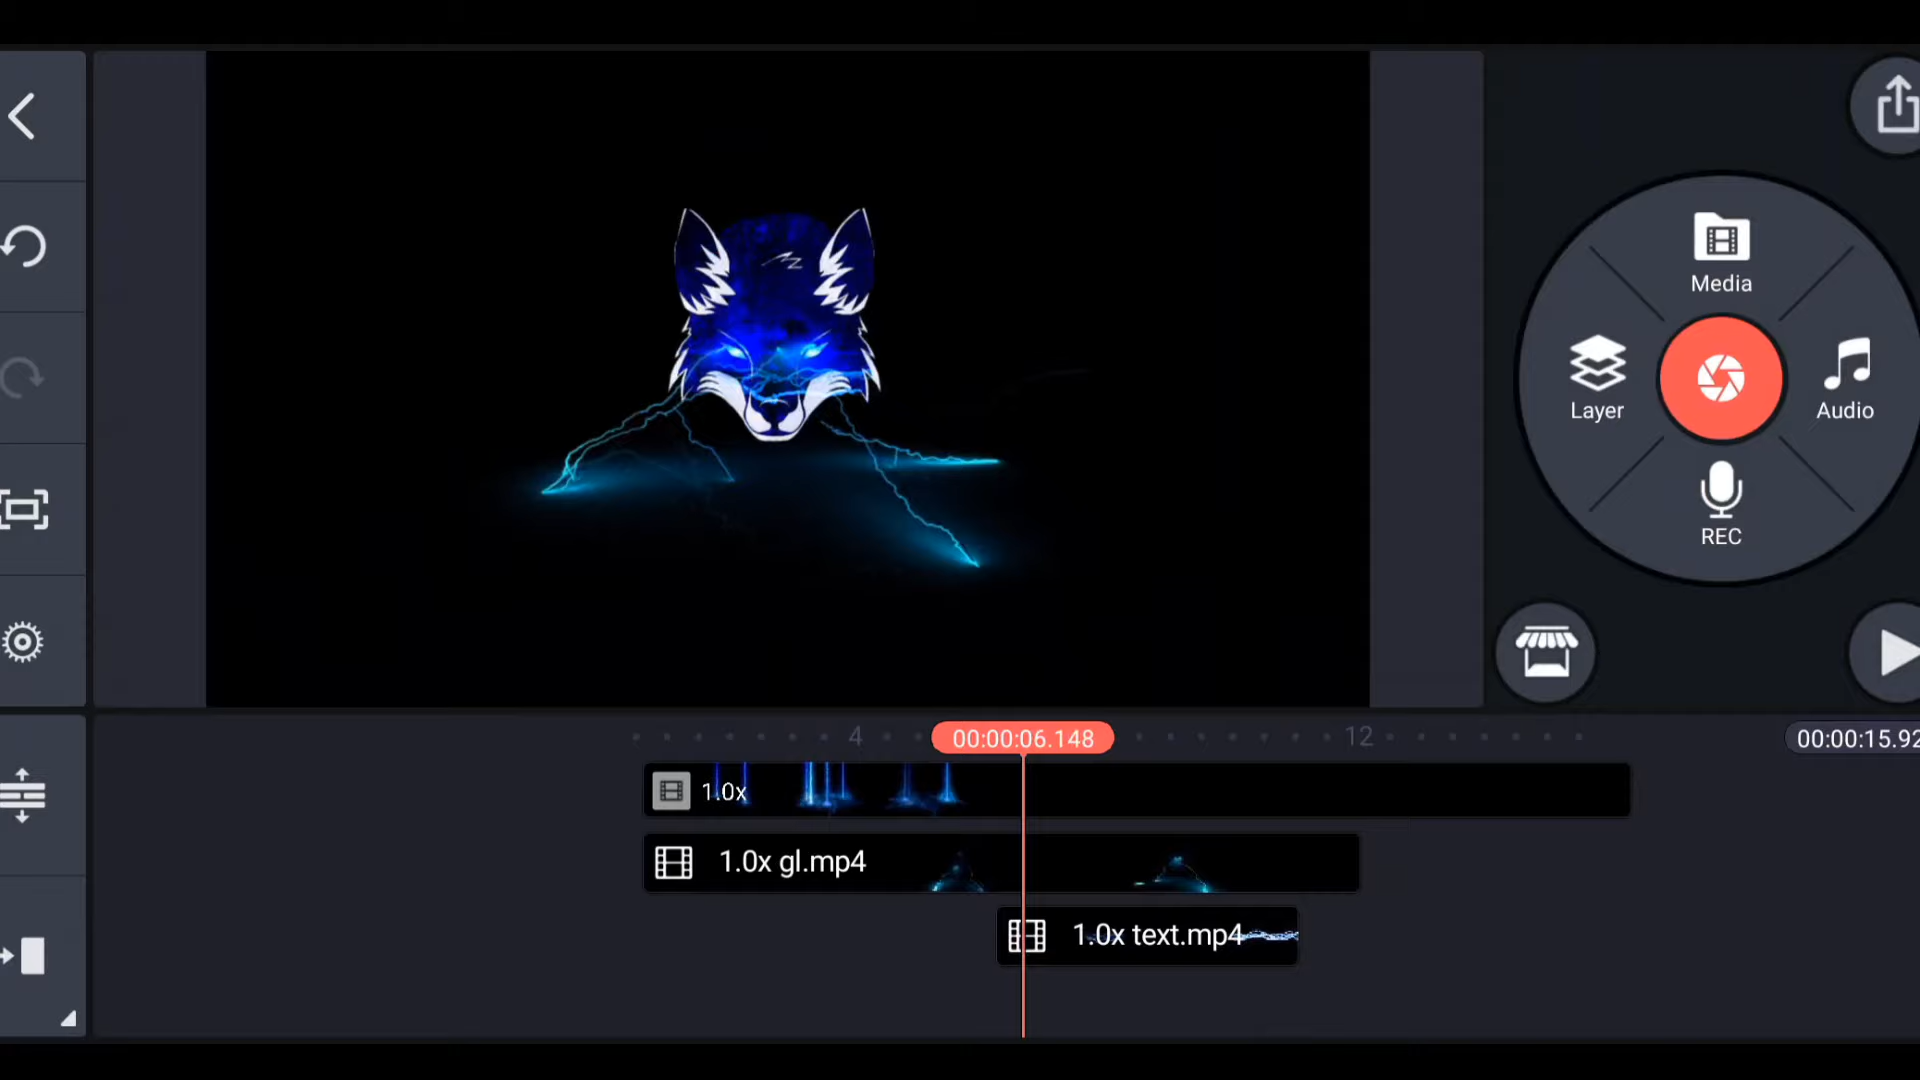 Media
Layer
Audio
REC
4
00:00:06.148
12
00:00:15.92
1.0x
1.0x gl.mp4
1.0x text.mp4